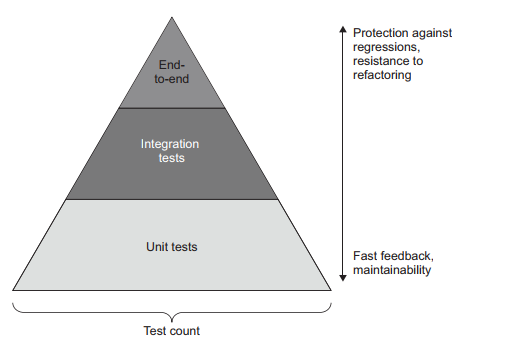 End-
to-end
Integration
tests
Unit tests
Test count
Protection against
regressions,
resistance to
refactoring
Fast feedback,
maintainability